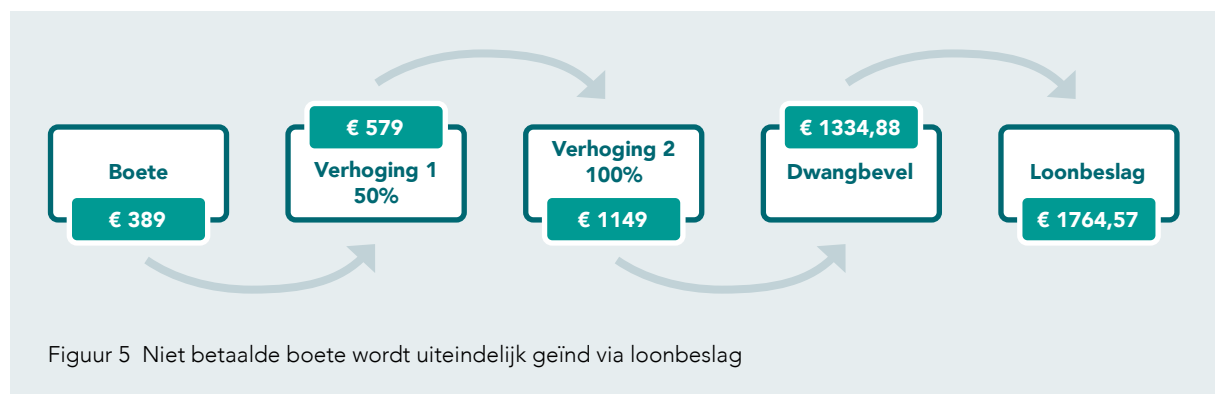 Boete
€ 389
€ 579
Verhoging 1
50%
Verhoging 2
100%
€ 1149
€ 1334,88
Dwangbevel
Loonbeslag
€ 1764,57
Figuur 5 Niet betaalde boete wordt uiteindelijk geïnd via loonbeslag